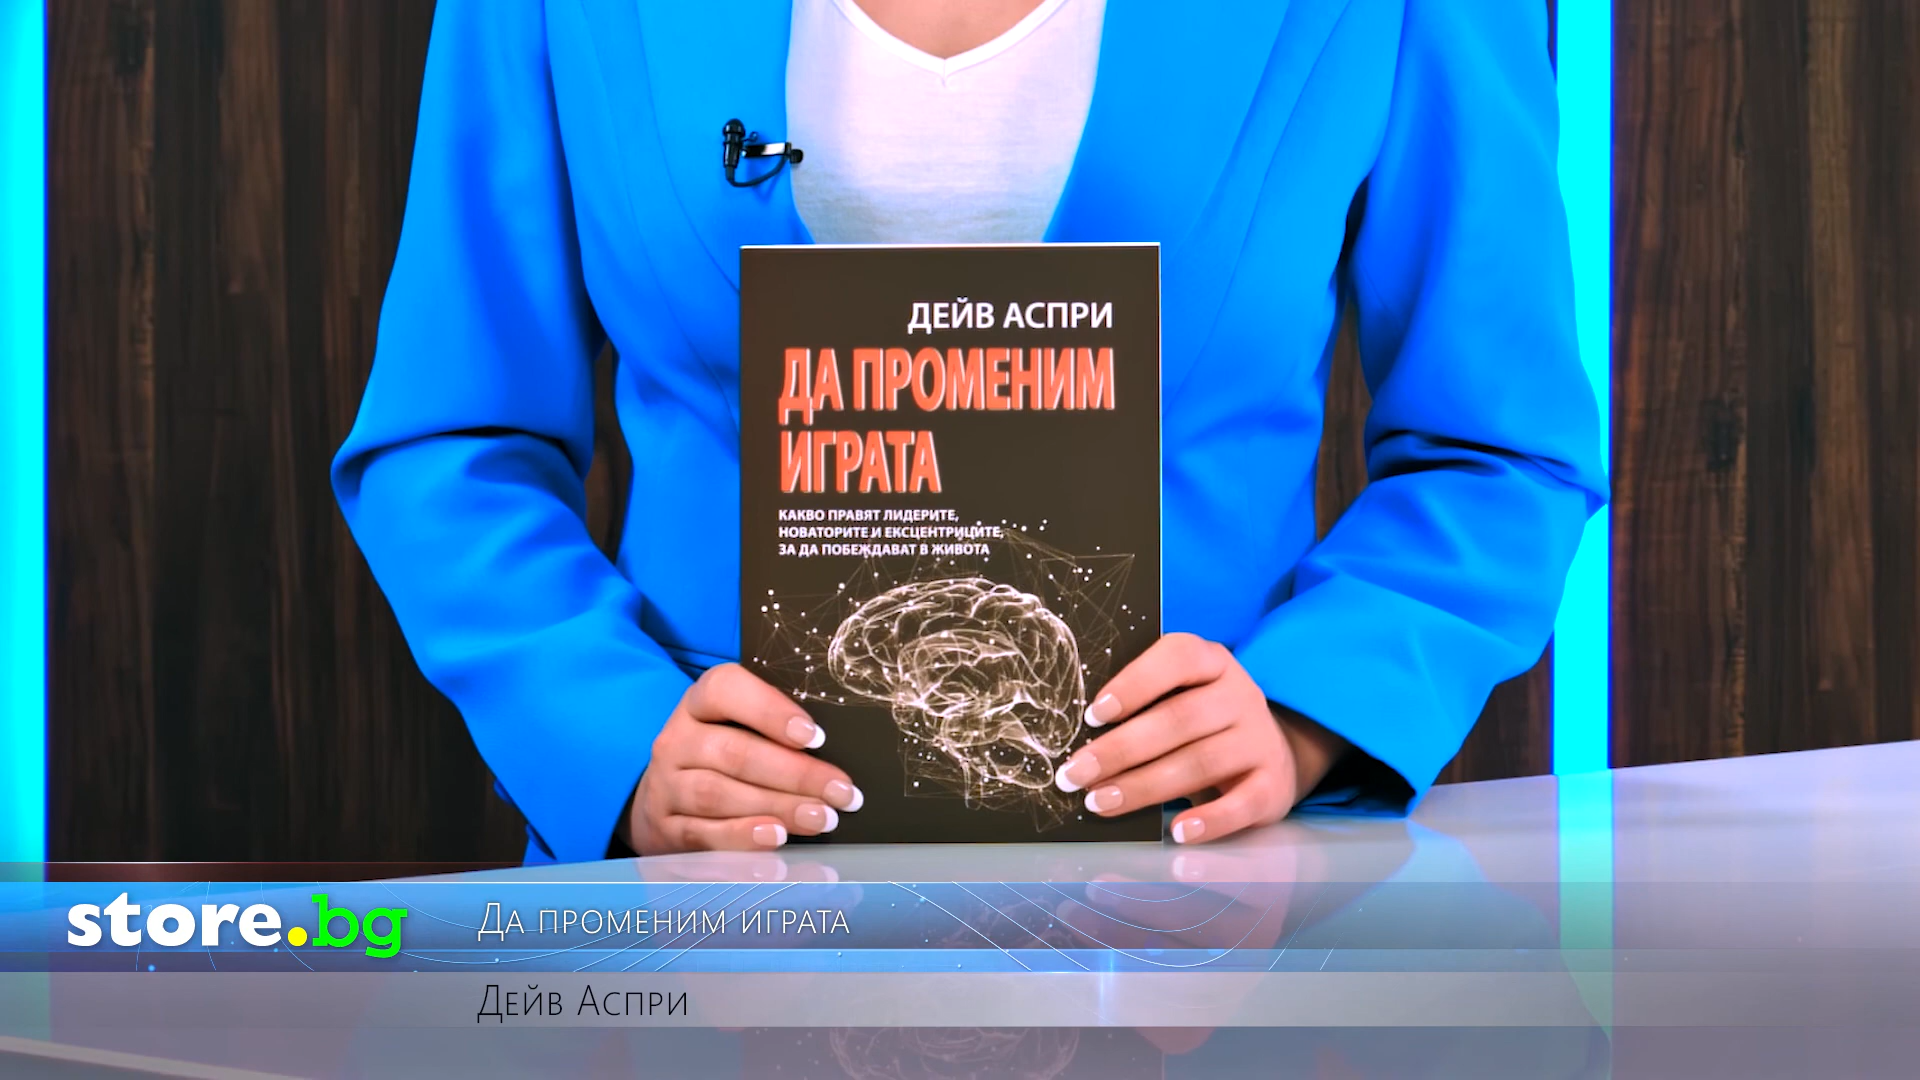 ДЕЙВ АСПРИ
ДА ПРОМЕНИМ
ИГРАТА
КАКВО ПРАВЯТ ЛИДЕРИТЕ,
НОВАТОРИТЕ И ЕКСЦЕНТРИЦИТЕ,
ЗА ДА ПОБЕЖДАВАТ В ЖИВОТА
store.bg
Да променим играта
Дейв Аспри